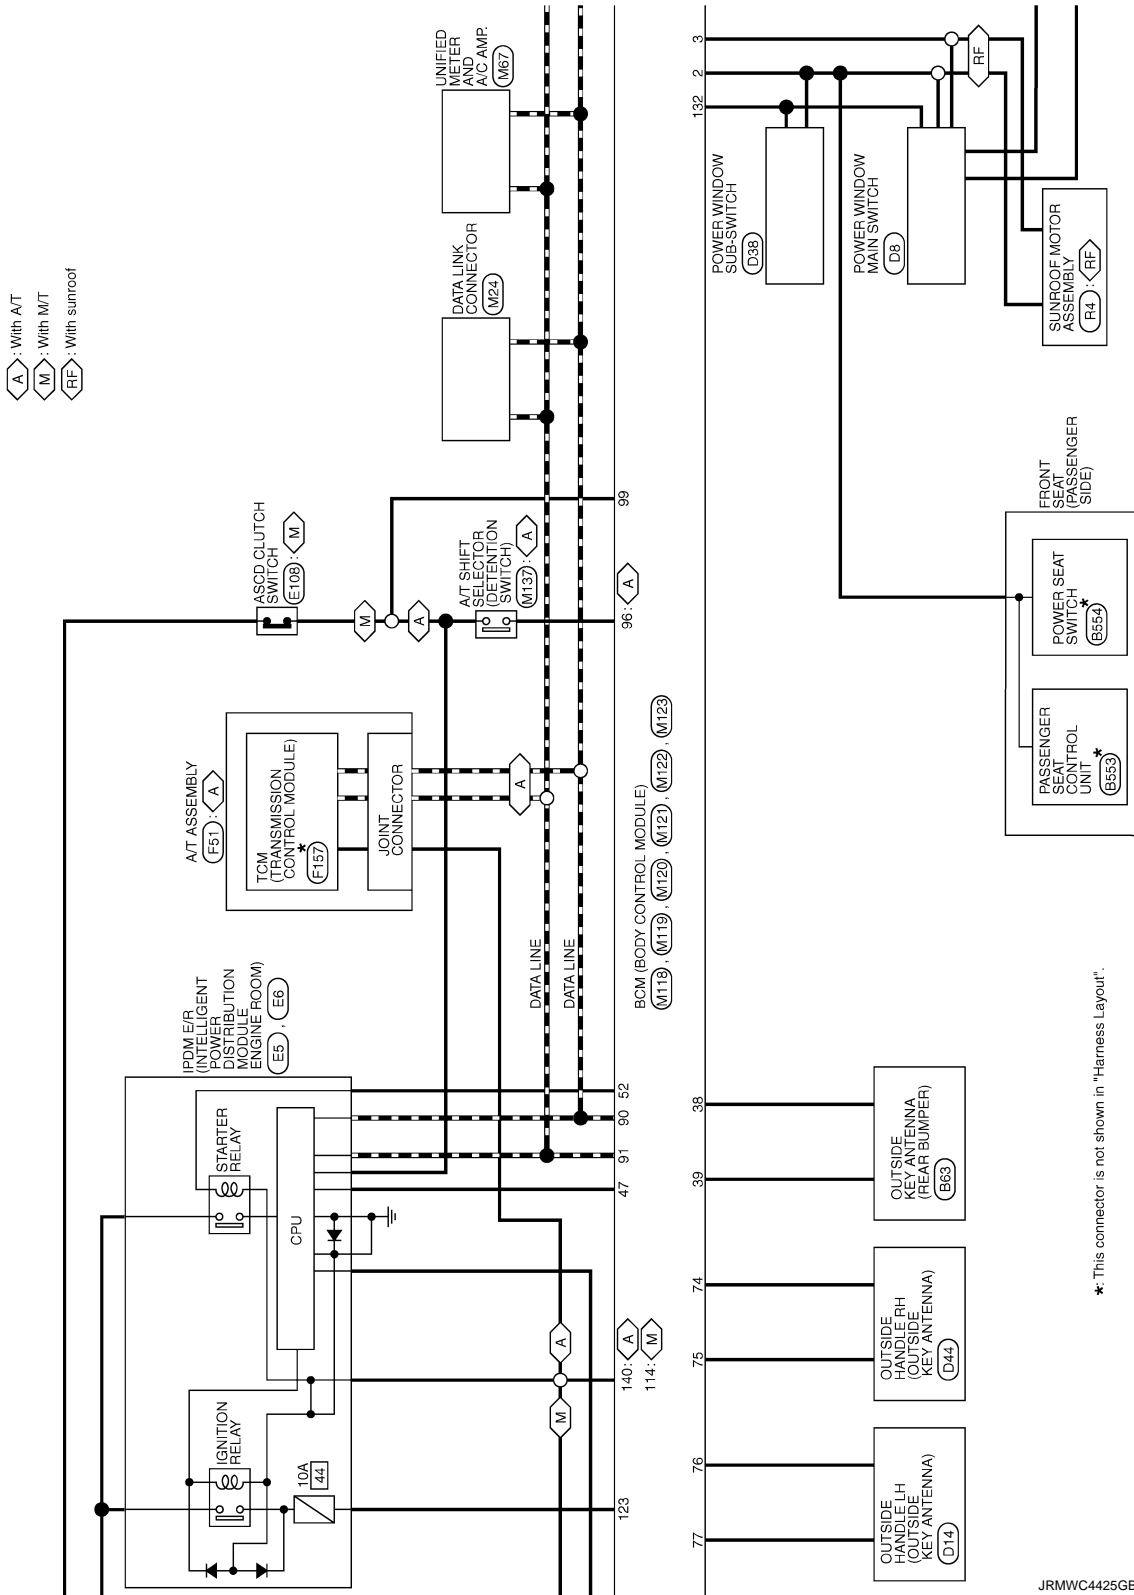 A : With A/T
M : With M/T
RF : With sunroof
IPDM E/R
(INTELLIGENT
POWER
DISTRIBUTION
MODULE
ENGINE ROOM)
E5 , E6
IGNITION
RELAY
10A
44
CPU
STARTER
RELAY
A/T ASSEMBLY
F51 : A
TCM
(TRANSMISSION
CONTROL MODULE)
*
F157
JOINT
CONNECTOR
ASCD CLUTCH
SWITCH
E108 : M
M
A
A/T SHIFT
SELECTOR
(DETENTION
SWITCH)
M137 : A
DATA LINK
CONNECTOR
M24
UNIFIED
METER
AND
A/C AMP.
M67
A
DATA LINE
DATA LINE
M
A
123
140: A
114: M
47
91
90
52
96: A
99
BCM (BODY CONTROL MODULE)
M118 , M119 , M120 , M121 , M122 , M123
77
76
75
74
39
38
132
2
3
OUTSIDE
HANDLE LH
(OUTSIDE
KEY ANTENNA)
D14
OUTSIDE
HANDLE RH
(OUTSIDE
KEY ANTENNA)
D44
OUTSIDE
KEY ANTENNA
(REAR BUMPER)
B63
FRONT
SEAT
(PASSENGER
SIDE)
PASSENGER
SEAT
CONTROL
UNIT *
B553
POWER SEAT
SWITCH *
B554
POWER WINDOW
SUB-SWITCH
D38
POWER WINDOW
MAIN SWITCH
D8
RF
SUNROOF MOTOR
ASSEMBLY
R4 : RF
*: This connector is not shown in "Harness Layout".
JRMWC4425GB